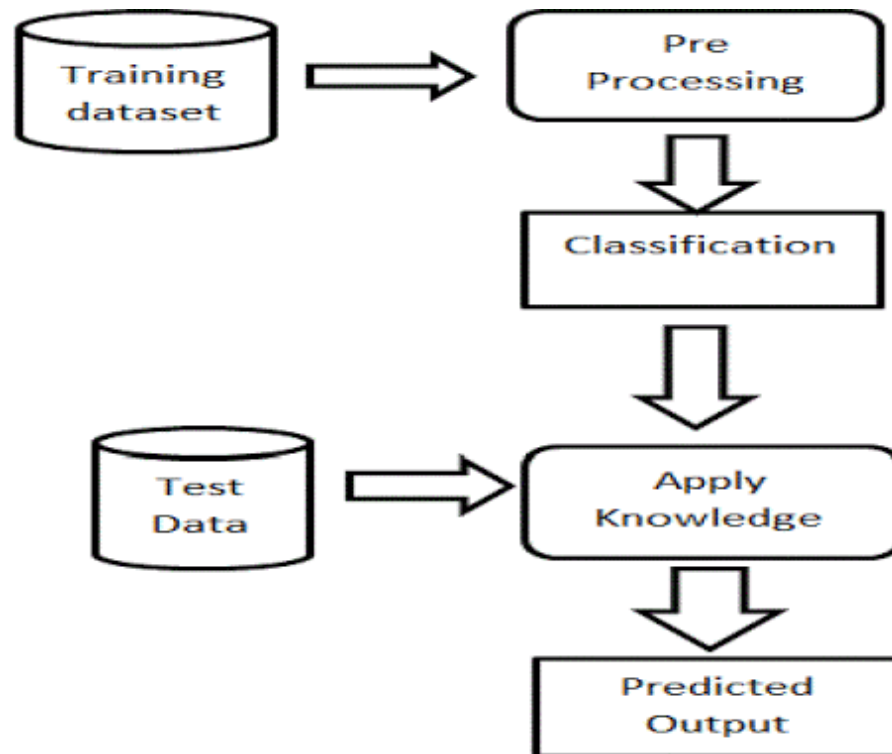 Training
dataset
Pre
Processing
Classification
Test
Data
Apply
Knowledge
Predicted
Output